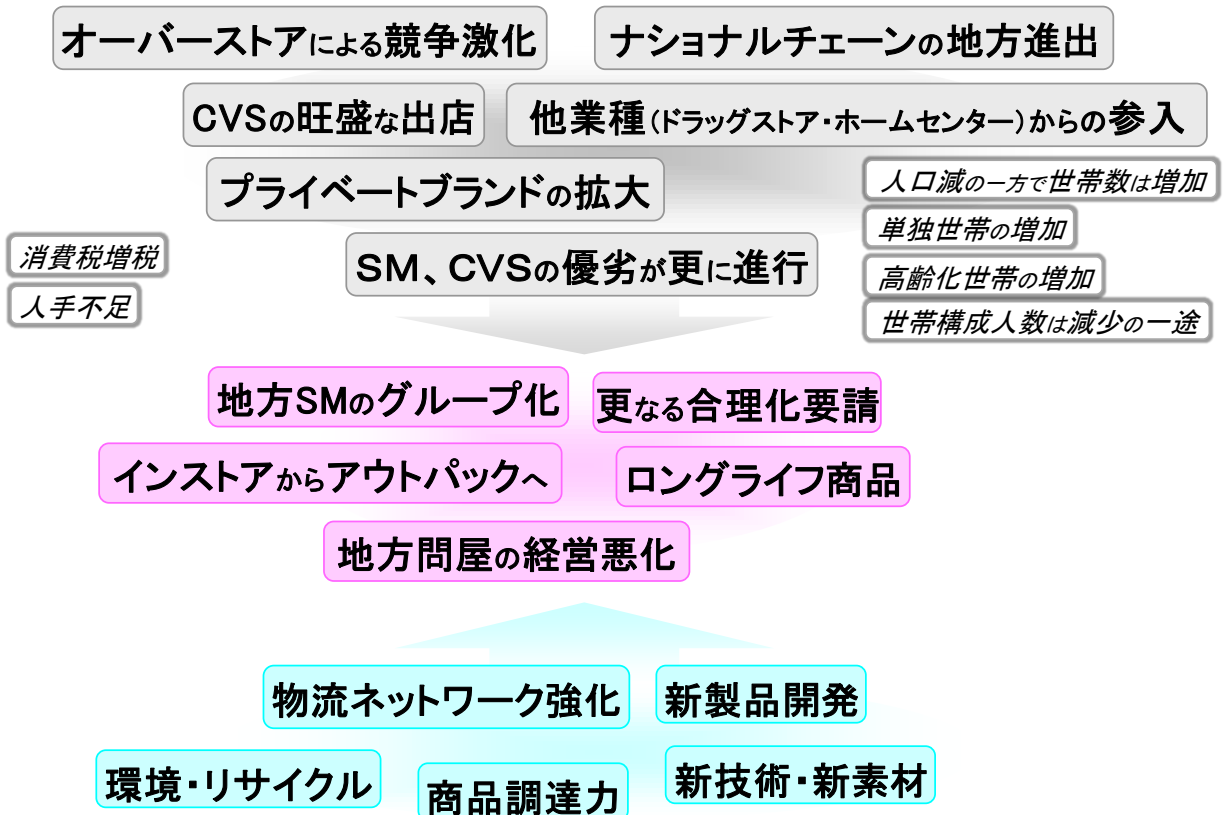 オーバーストアによる競争激化
ナショナルチェーンの地方進出
CVSの旺盛な出店
他業種(ドラッグストア・ホームセンター)からの参入
プライベートブランドの拡大
人口減の一方で世帯数は増加
単独世帯の増加
高齢化世帯の増加
世帯構成人数は減少の一途
消費税増税
人手不足
SM、CVSの優劣が更に進行
地方SMのグループ化
更なる合理化要請
インストアからアウトパックへ
ロングライフ商品
地方問屋の経営悪化
物流ネットワーク強化
新製品開発
環境・リサイクル
商品調達力
新技術・新素材